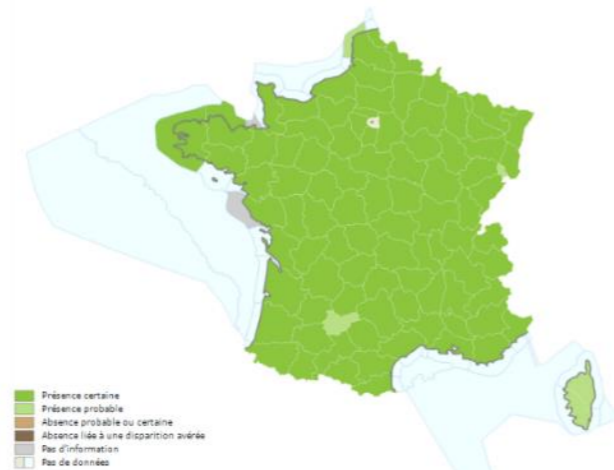 Présence certaine
Présence probable
Absence probable ou certaine
Absence liée à une disparition avérée
Pas d'information
Pas de données